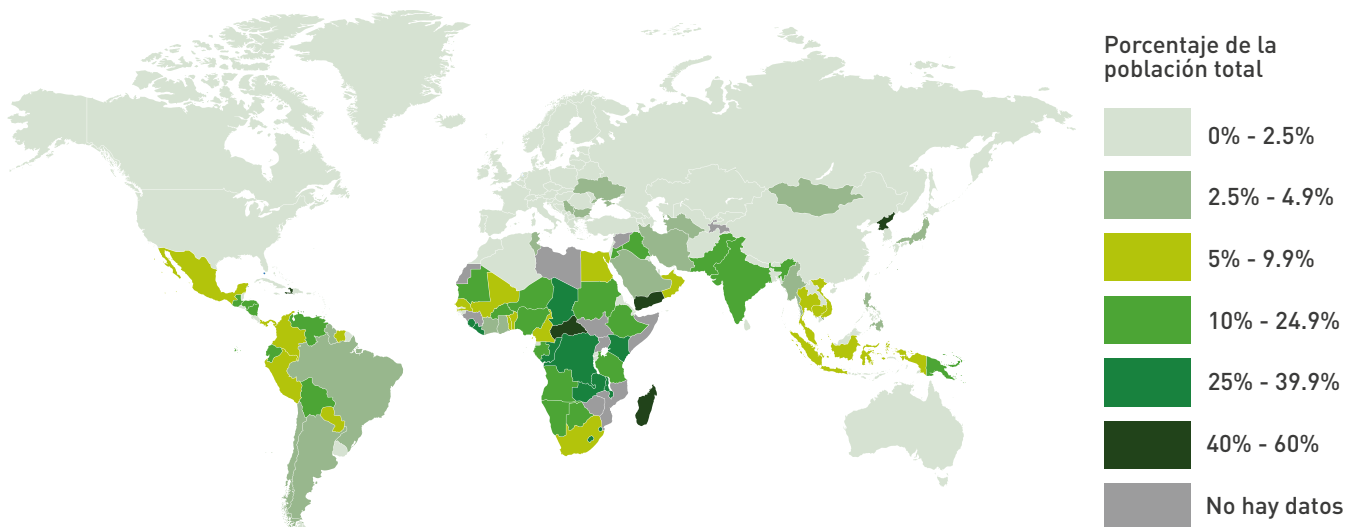 Porcentaje de la
población total
0% - 2.5%
2.5% - 4.9%
5% - 9.9%
10% - 24.9%
25% - 39.9%
40% - 60%
No hay datos